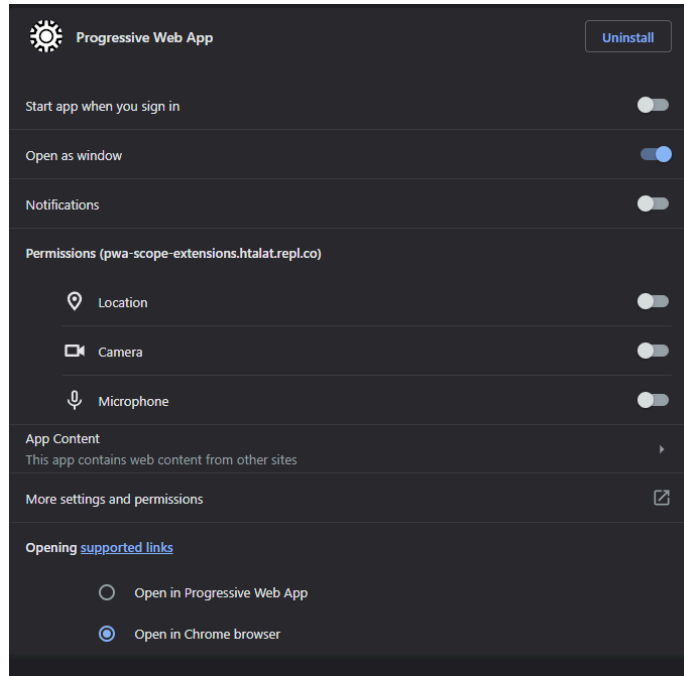 Progressive Web App
Uninstall
Start app when you sign in
Open as window
Notifications
Permissions (pwa-scope-extensions.htalat.repl.co)
Location
Camera
Microphone
App Content
This app contains web content from other sites
More settings and permissions
Opening supported links
Open in Progressive Web App
Open in Chrome browser